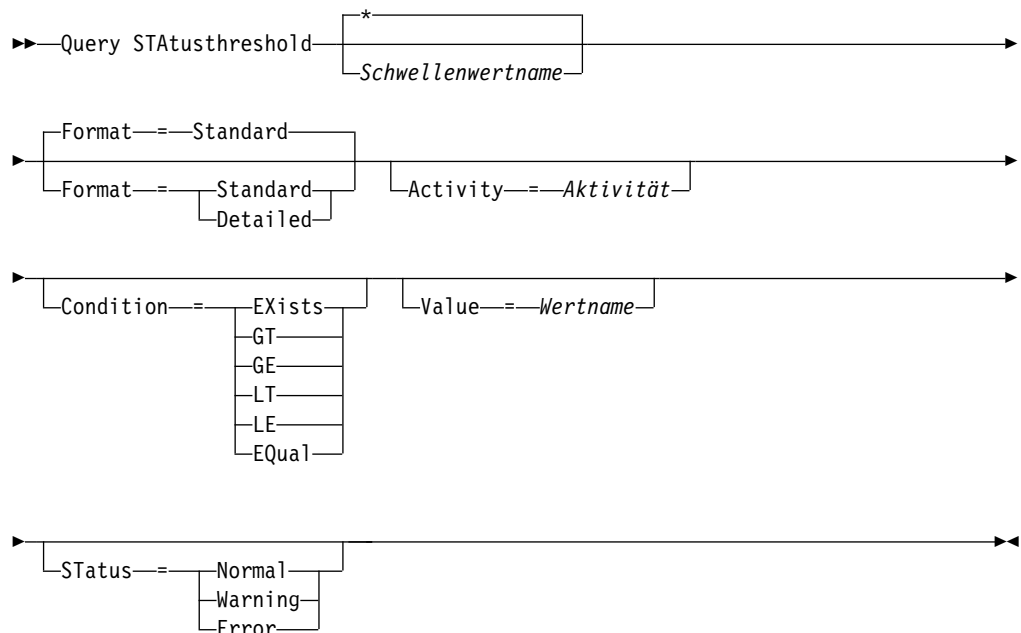 *
Query STAtusthreshold
Schwellenwertname
Format = Standard
Format = Standard
Activity = Aktivität
Detailed
Condition = EXists
Value = Wertname
GT
GE
LT
LE
EQual
STatus = Normal
Warning
Error